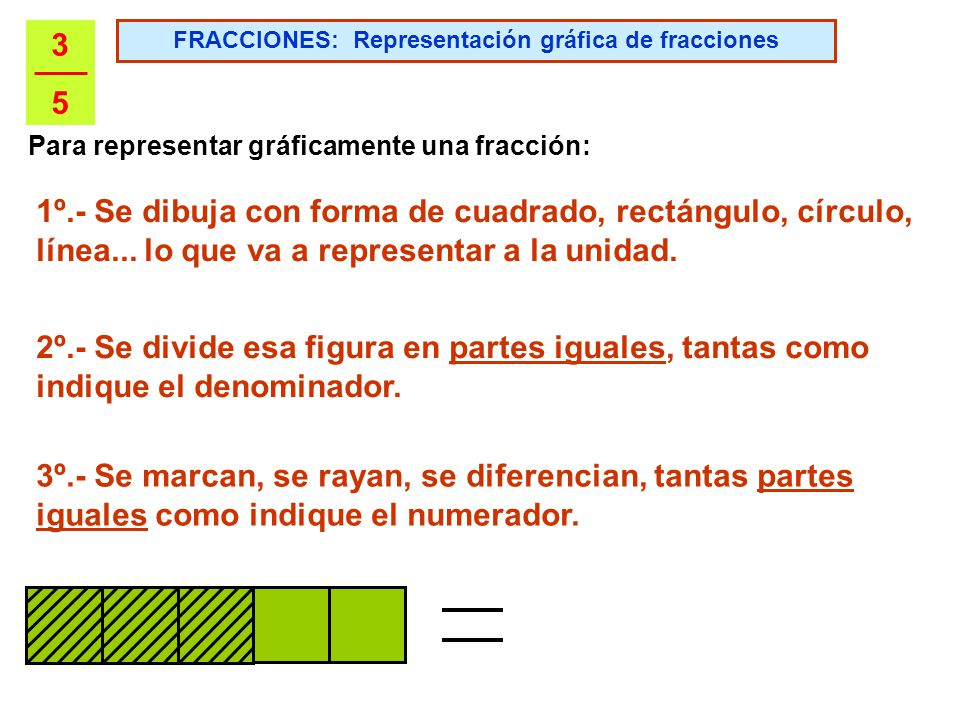 3
5
FRACCIONES: Representación gráfica de fracciones
Para representar gráficamente una fracción:
1º.- Se dibuja con forma de cuadrado, rectángulo, círculo,
línea... lo que va a representar a la unidad.
2º.- Se divide esa figura en partes iguales, tantas como
indique el denominador.
3º.- Se marcan, se rayan, se diferencian, tantas partes
iguales como indique el numerador.